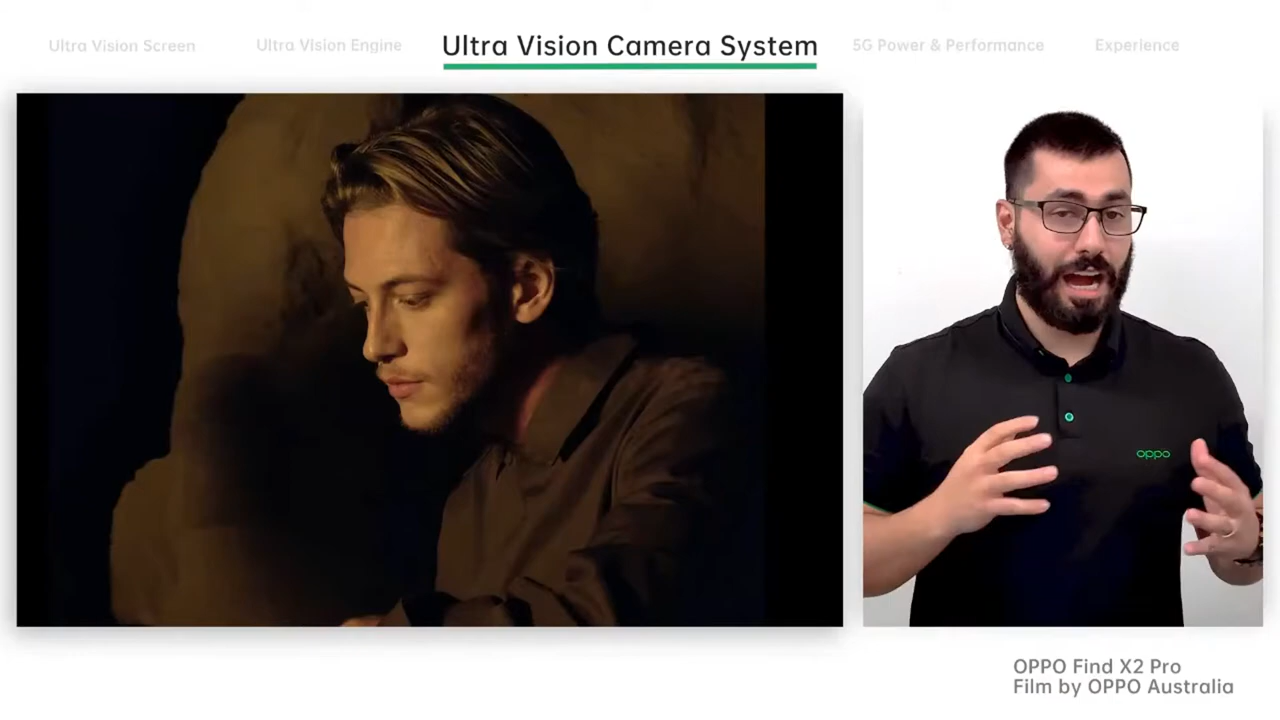 Ultra Vision Screen
Ultra Vision Engine
Ultra Vision Camera System
5G Power & Performance
Experience
oppo
OPPO Find X2 Pro
Film by OPPO Australia